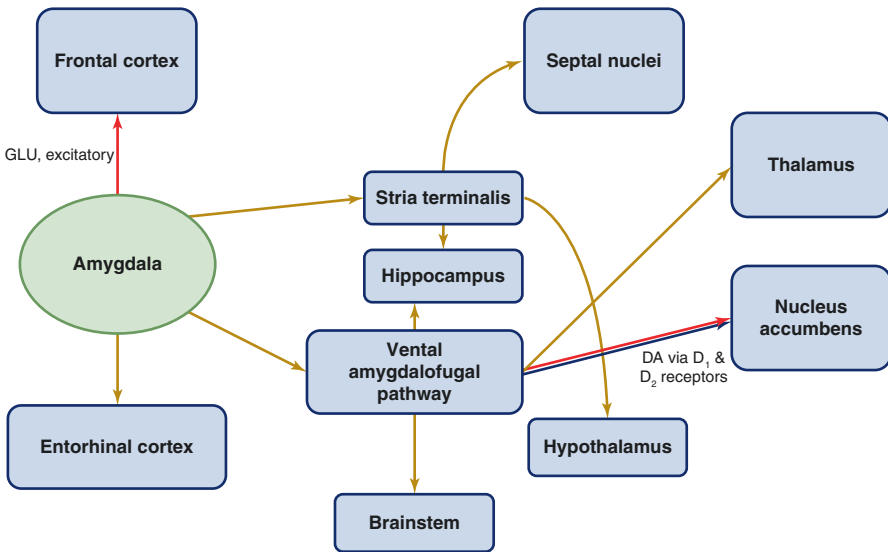 Frontal cortex
Septal nuclei
GLU, excitatory
Thalamus
Stria terminalis
Amygdala
Hippocampus
Nucleus
accumbens
Vental
amygdalofugal
pathway
DA via D₁ &
D₂ receptors
Entorhinal cortex
Hypothalamus
Brainstem